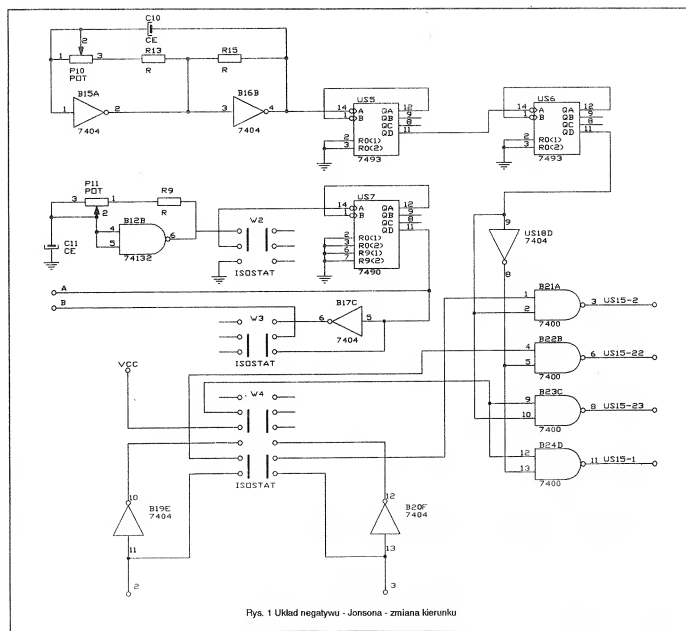 C10
CE
2
1
3
R13
R
R15
R
P10
POT
B15A
1
2
7404
B16B
3
4
7404
US5
14
A
QA
12
1
B
QB
9
QC
8
QD
11
2
R0(1)
3
R0(2)
7493
US6
14
A
QA
12
1
B
QB
9
QC
8
QD
11
2
R0(1)
3
R0(2)
7493
P11
POT
3
1
2
R9
R
B12B
4
5
6
74132
C11
CE
W2
ISOSTAT
US7
14
A
QA
12
1
B
QB
9
QC
8
QD
11
2
R0(1)
3
R0(2)
6
R9(1)
7
R9(2)
7490
9
US18D
7404
8
A
B
W3
ISOSTAT
B17C
6
5
7404
B21A
1
2
3
US15-2
7400
B22B
4
5
6
US15-22
7400
B23C
9
10
8
US15-23
7400
B24D
12
13
11
US15-1
7400
VCC
W4
ISOSTAT
10
B19E
7404
11
2
12
B20F
7404
13
3
Rys. 1 Układ negatywu - Jonsona - zmiana kierunku